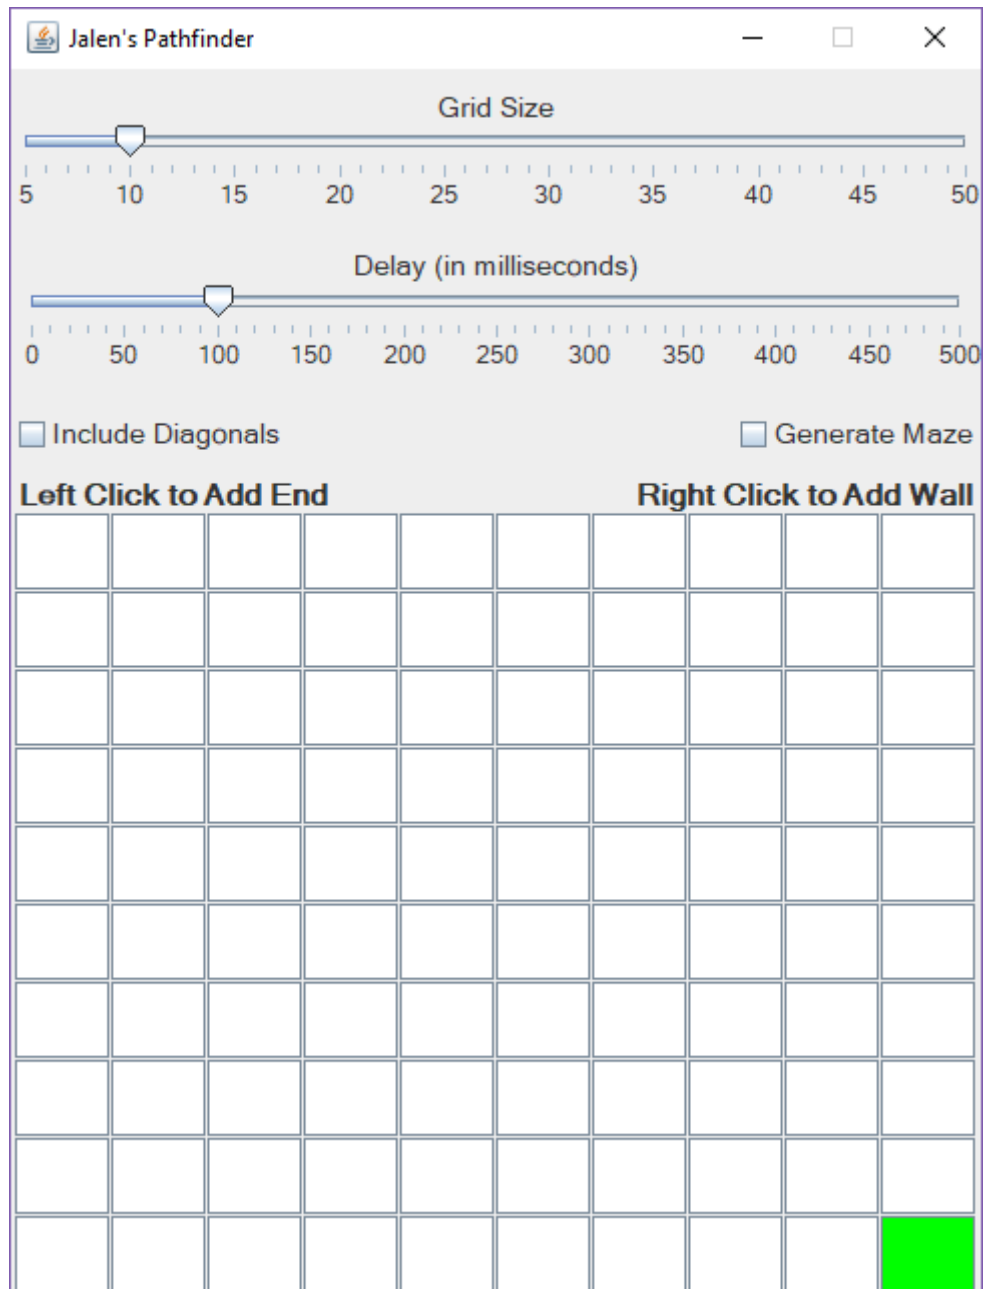 Jalen's Pathfinder
Grid Size
5 10 15 20 25 30 35 40 45 50
Delay (in milliseconds)
0 50 100 150 200 250 300 350 400 450 500
Include Diagonals Generate Maze
Left Click to Add End Right Click to Add Wall